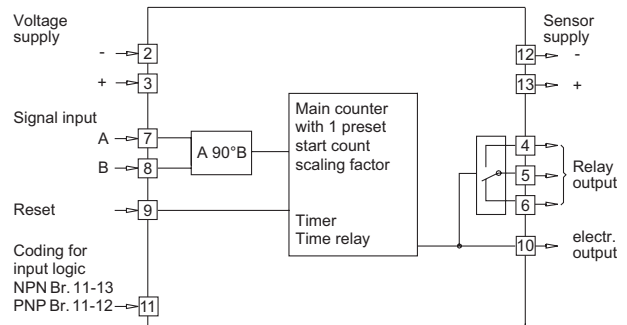 Voltage
supply
- 2
+ 3
Signal input
A 7
B 8
A 90°B
Reset 9
Coding for
input logic
NPN Br. 11-13
PNP Br. 11-12 11
Main counter
with 1 preset
start count
scaling factor
Timer
Time relay
Sensor
supply
12 -
13 +
4
5
6
Relay
output
10
electr.
output